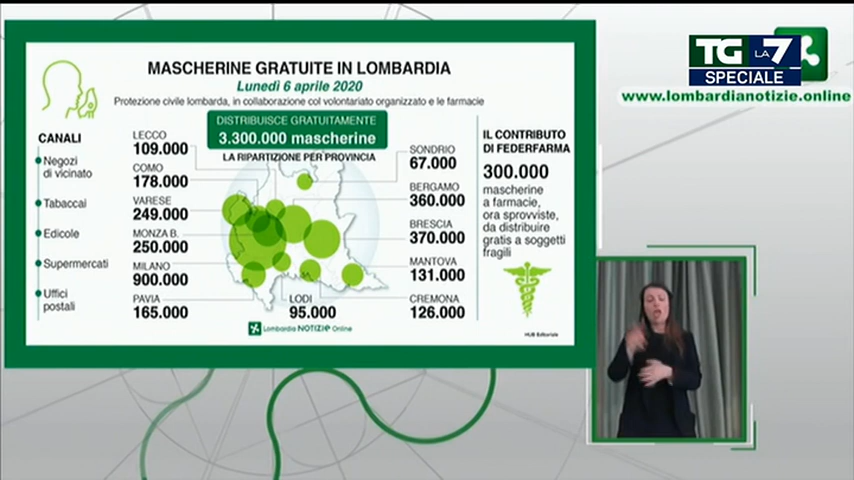 MASCHERINE GRATUITE IN LOMBARDIA
Lunedì 6 aprile 2020
Protezione civile lombarda, in collaborazione col volontariato organizzato e le farmacie
DISTRIBUISCE GRATUITAMENTE
3.300.000 mascherine
LA RIPARTIZIONE PER PROVINCIA
CANALI
Negozi
di vicinato
Tabaccai
Edicole
Supermercati
Uffici
postali
LECCO
109.000
COMO
178.000
VARESE
249.000
MONZA B.
250.000
MILANO
900.000
PAVIA
165.000
LODI
95.000
SONDRIO
67.000
BERGAMO
360.000
BRESCIA
370.000
MANTOVA
131.000
CREMONA
126.000
IL CONTRIBUTO
DI FEDERFARMA
300.000
mascherine
a farmacie,
ora sprovviste,
da distribuire
gratis a soggetti
fragili
Lombardia NOTIZIE Online
HUB Editoriale
TG LA 7
SPECIALE
www.lombardianotizie.online